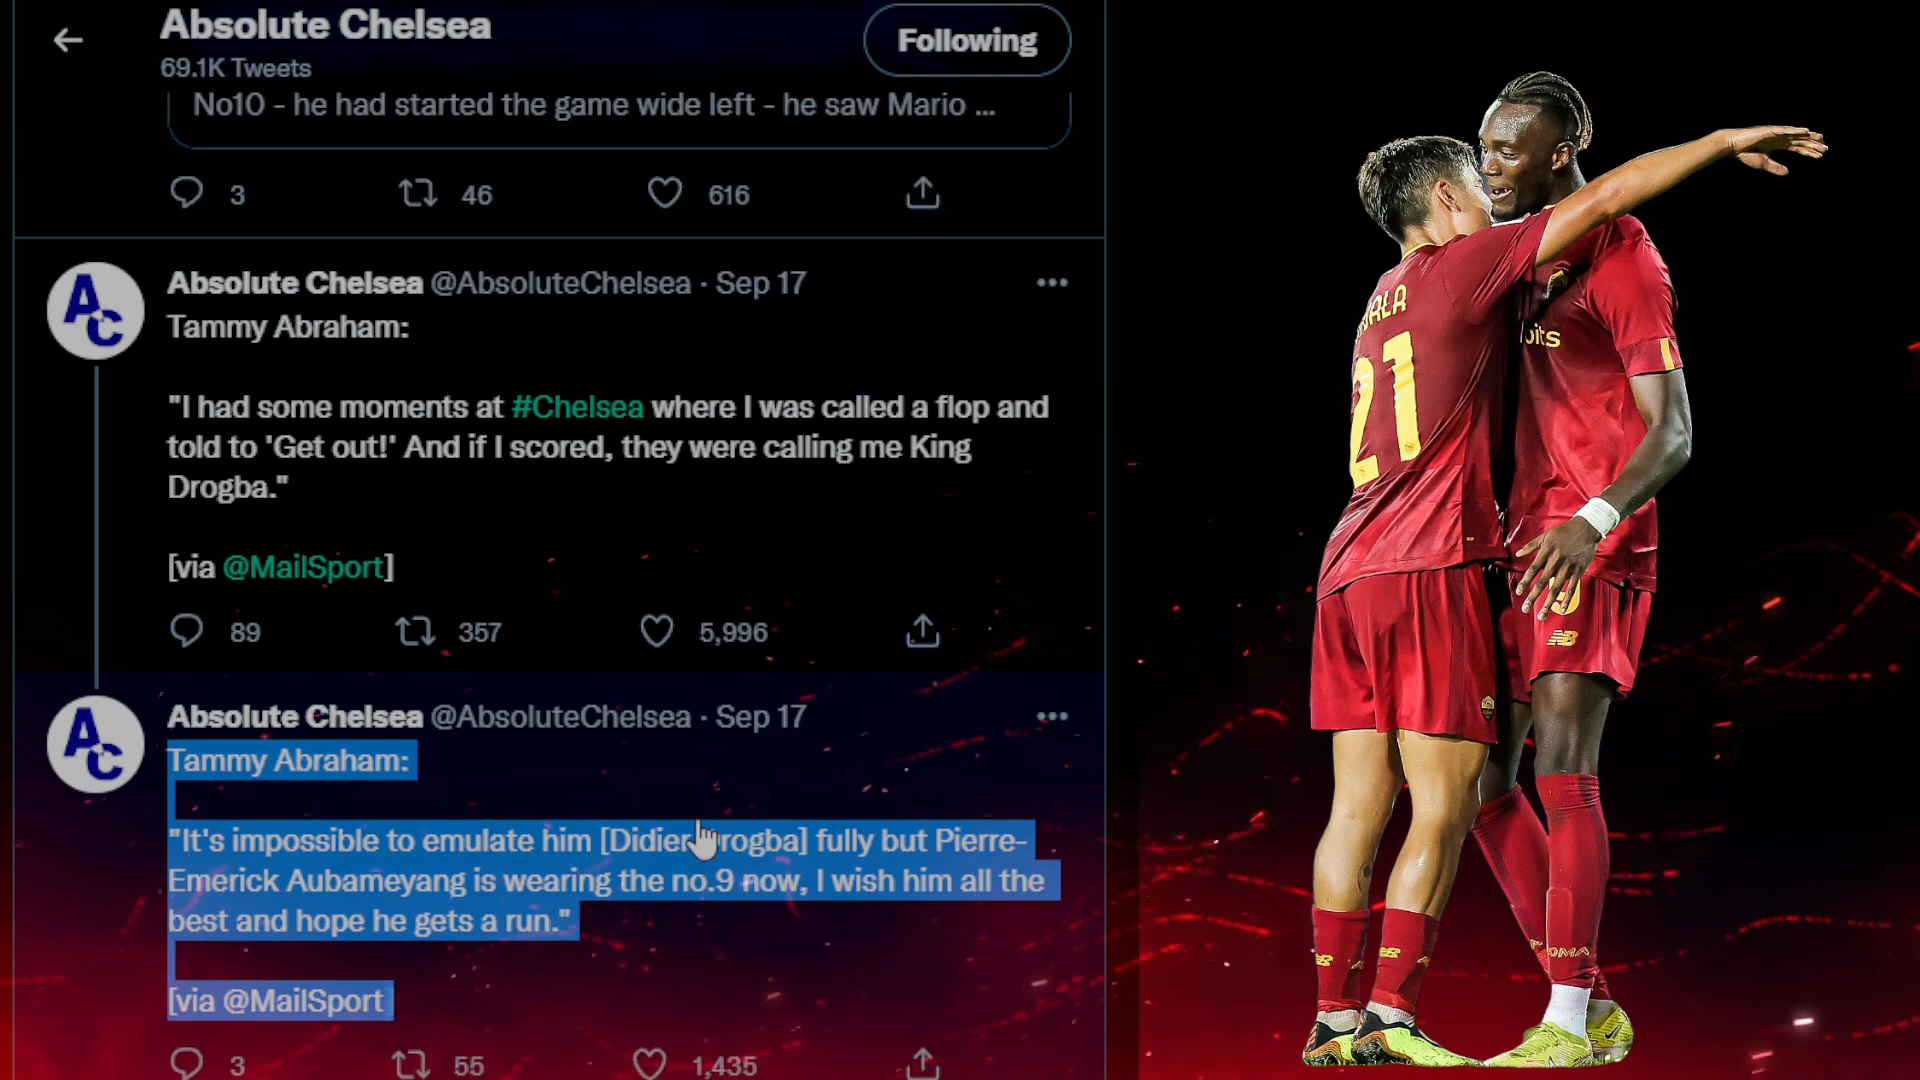 Absolute Chelsea
69.1K Tweets
Following
No10 - he had started the game wide left - he saw Mario ...
3 46 616
Absolute Chelsea @AbsoluteChelsea · Sep 17
Tammy Abraham:
"I had some moments at #Chelsea where I was called a flop and
told to 'Get out!' And if I scored, they were calling me King
Drogba."
[via @MailSport]
89 357 5,996
AC
Absolute Chelsea @AbsoluteChelsea · Sep 17
Tammy Abraham:
"It's impossible to emulate him [Didier rogba] fully but Pierre-
Emerick Aubameyang is wearing the no.9 now, I wish him all the
best and hope he gets a run."
[via @MailSport
3 55 1,435
AC
21
NB